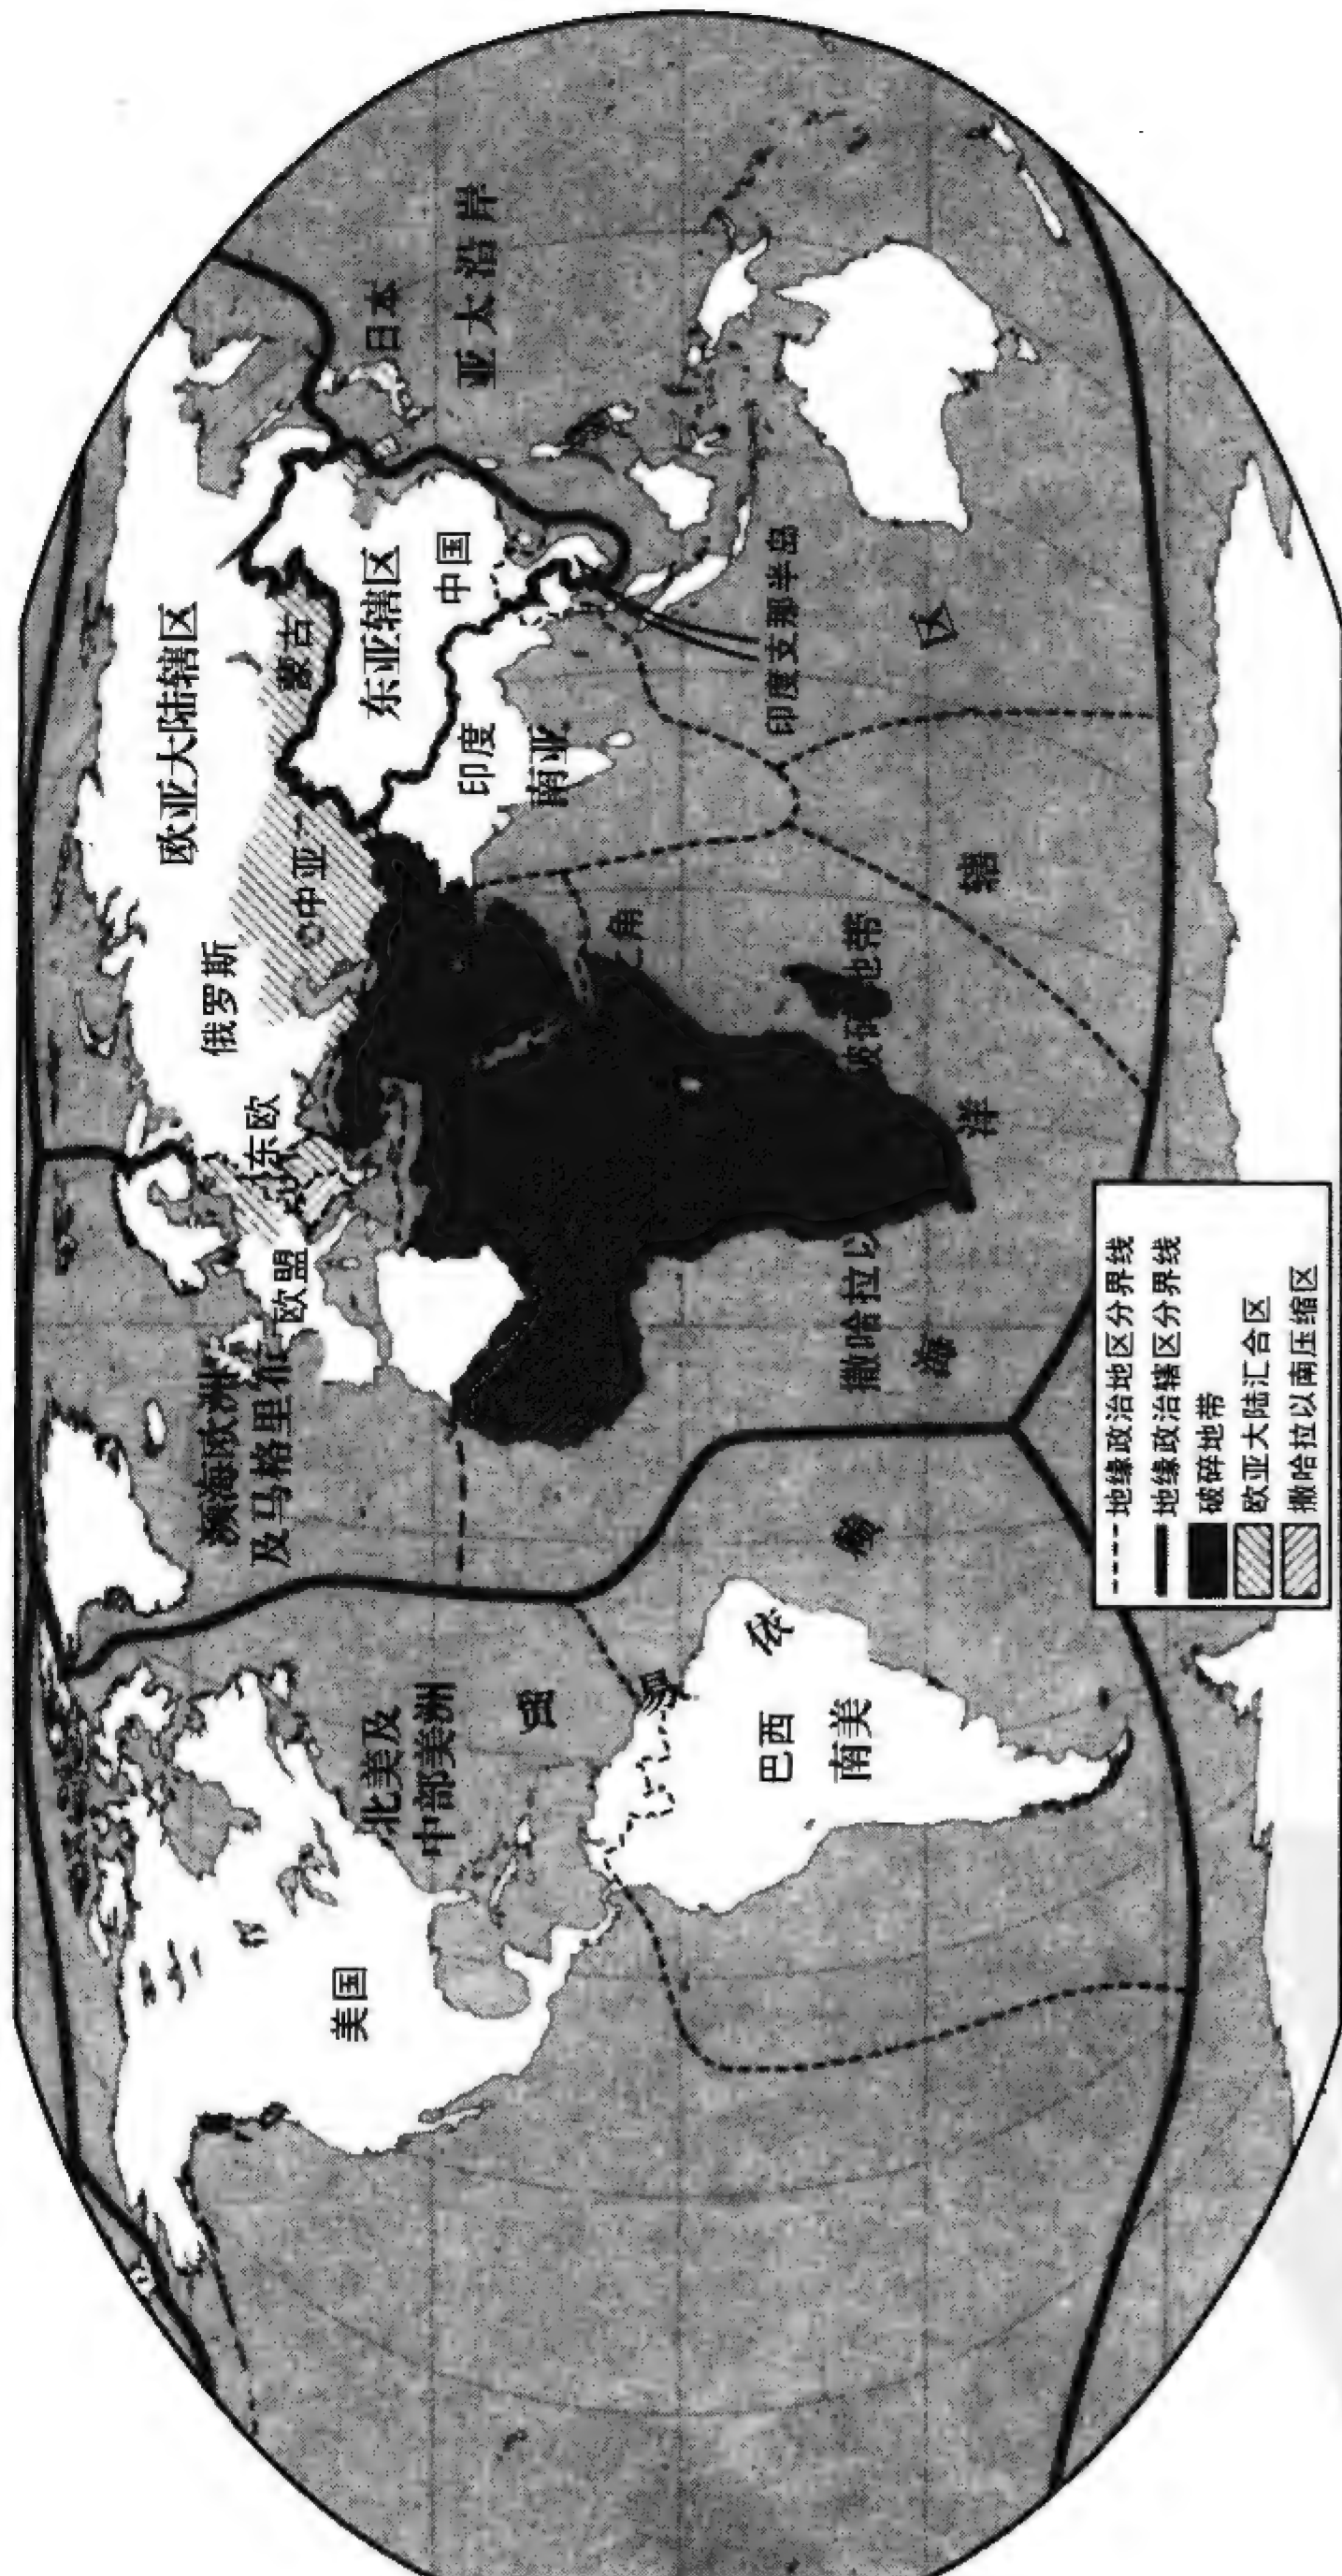 欧亚大陆辖区
俄罗斯
东欧
欧盟
濒海欧洲
及马格里布
蒙古
中亚
东亚辖区
中国
日本
亚太沿岸
印度
南亚
印度支那半岛
之角
破碎地带
撒哈拉以
北美及
中部美洲
美国
巴西
南美
贸
易
依
赖
海
洋
辖
区
地缘政治地区分界线
地缘政治辖区分界线
破碎地带
欧亚大陆汇合区
撒哈拉以南压缩区